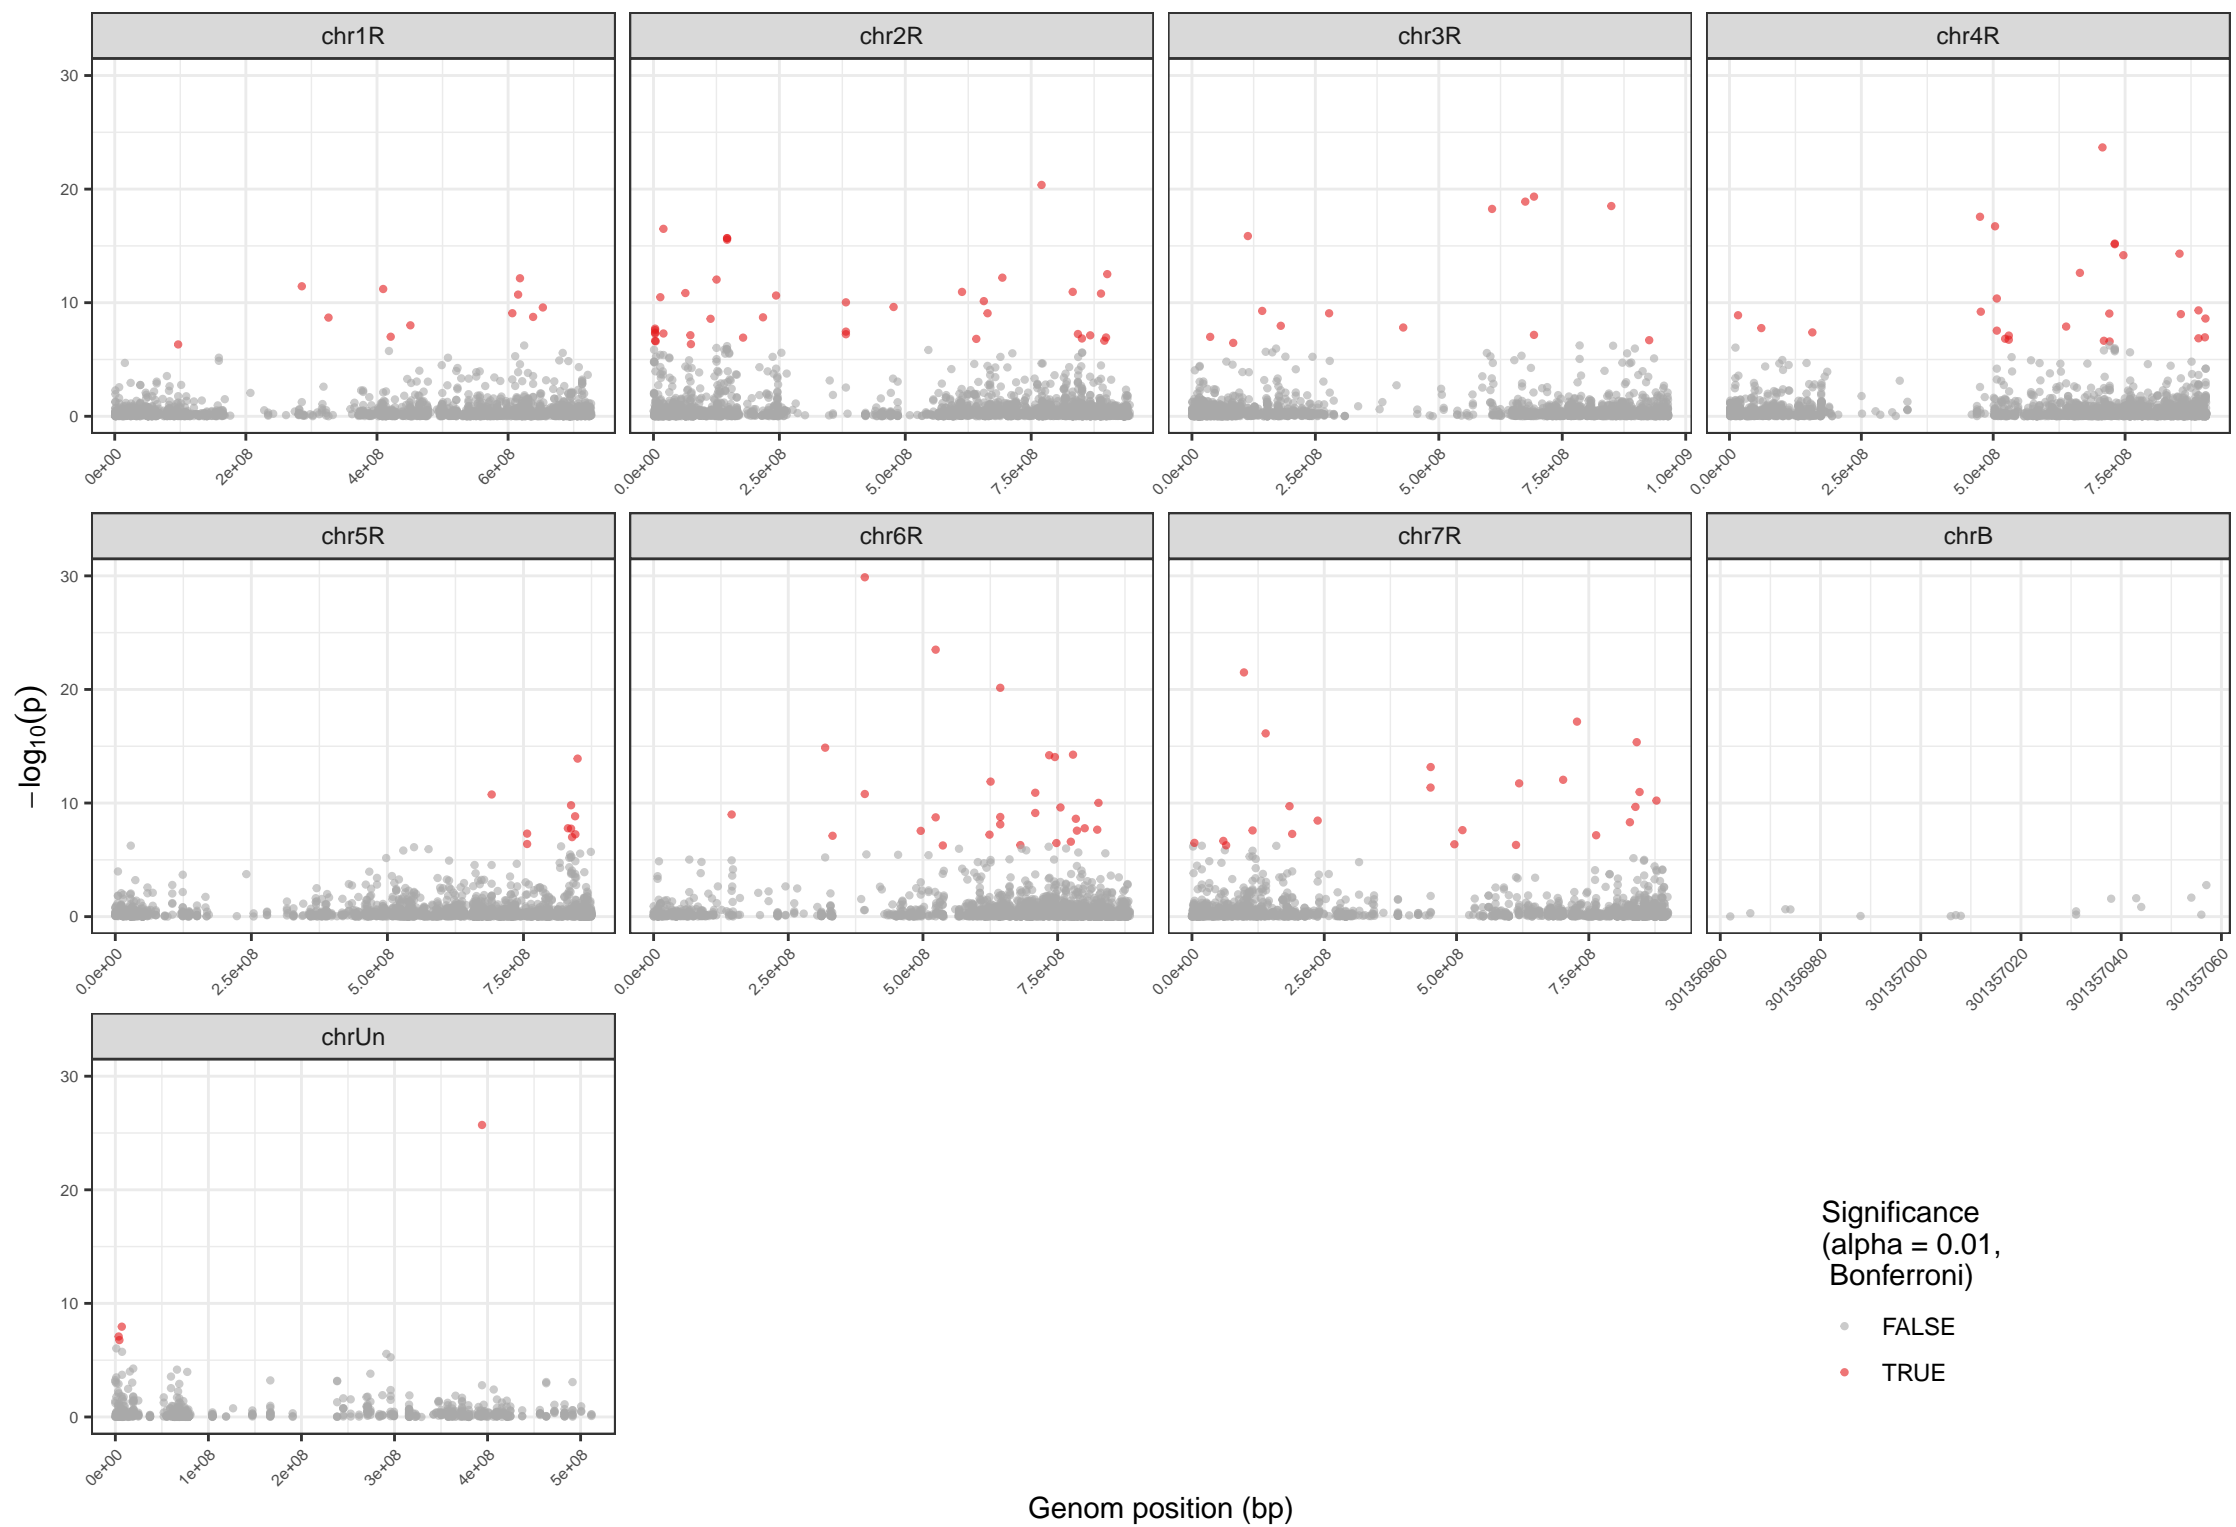 chr1R
chr2R
chr3R
chr4R
30
20
10
0
0e+00
2e+08
4e+08
6e+08
0.0e+00
2.5e+08
5.0e+08
7.5e+08
0.0e+00
2.5e+08
5.0e+08
7.5e+08
1.0e+09
0.0e+00
2.5e+08
5.0e+08
7.5e+08
chr5R
chr6R
chr7R
chrB
30
20
10
0
0.0e+00
2.5e+08
5.0e+08
7.5e+08
0.0e+00
2.5e+08
5.0e+08
7.5e+08
0.0e+00
2.5e+08
5.0e+08
7.5e+08
301356960
301356980
301357000
301357020
301357040
301357060
−log10(p)
chrUn
30
20
10
0
0e+00
1e+08
2e+08
3e+08
4e+08
5e+08
Significance
(alpha = 0.01,
Bonferroni)
FALSE
TRUE
Genom position (bp)